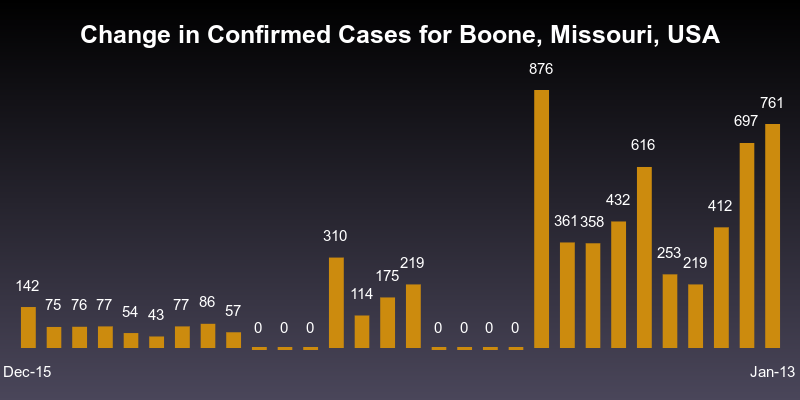 Change in Confirmed Cases for Boone, Missouri, USA
142 75 76 77 54 43 77 86 57 0 0 0 310 114 175 219 0 0 0 0 876 361 358 432 616 253 219 412 697 761
Dec-15 Jan-13